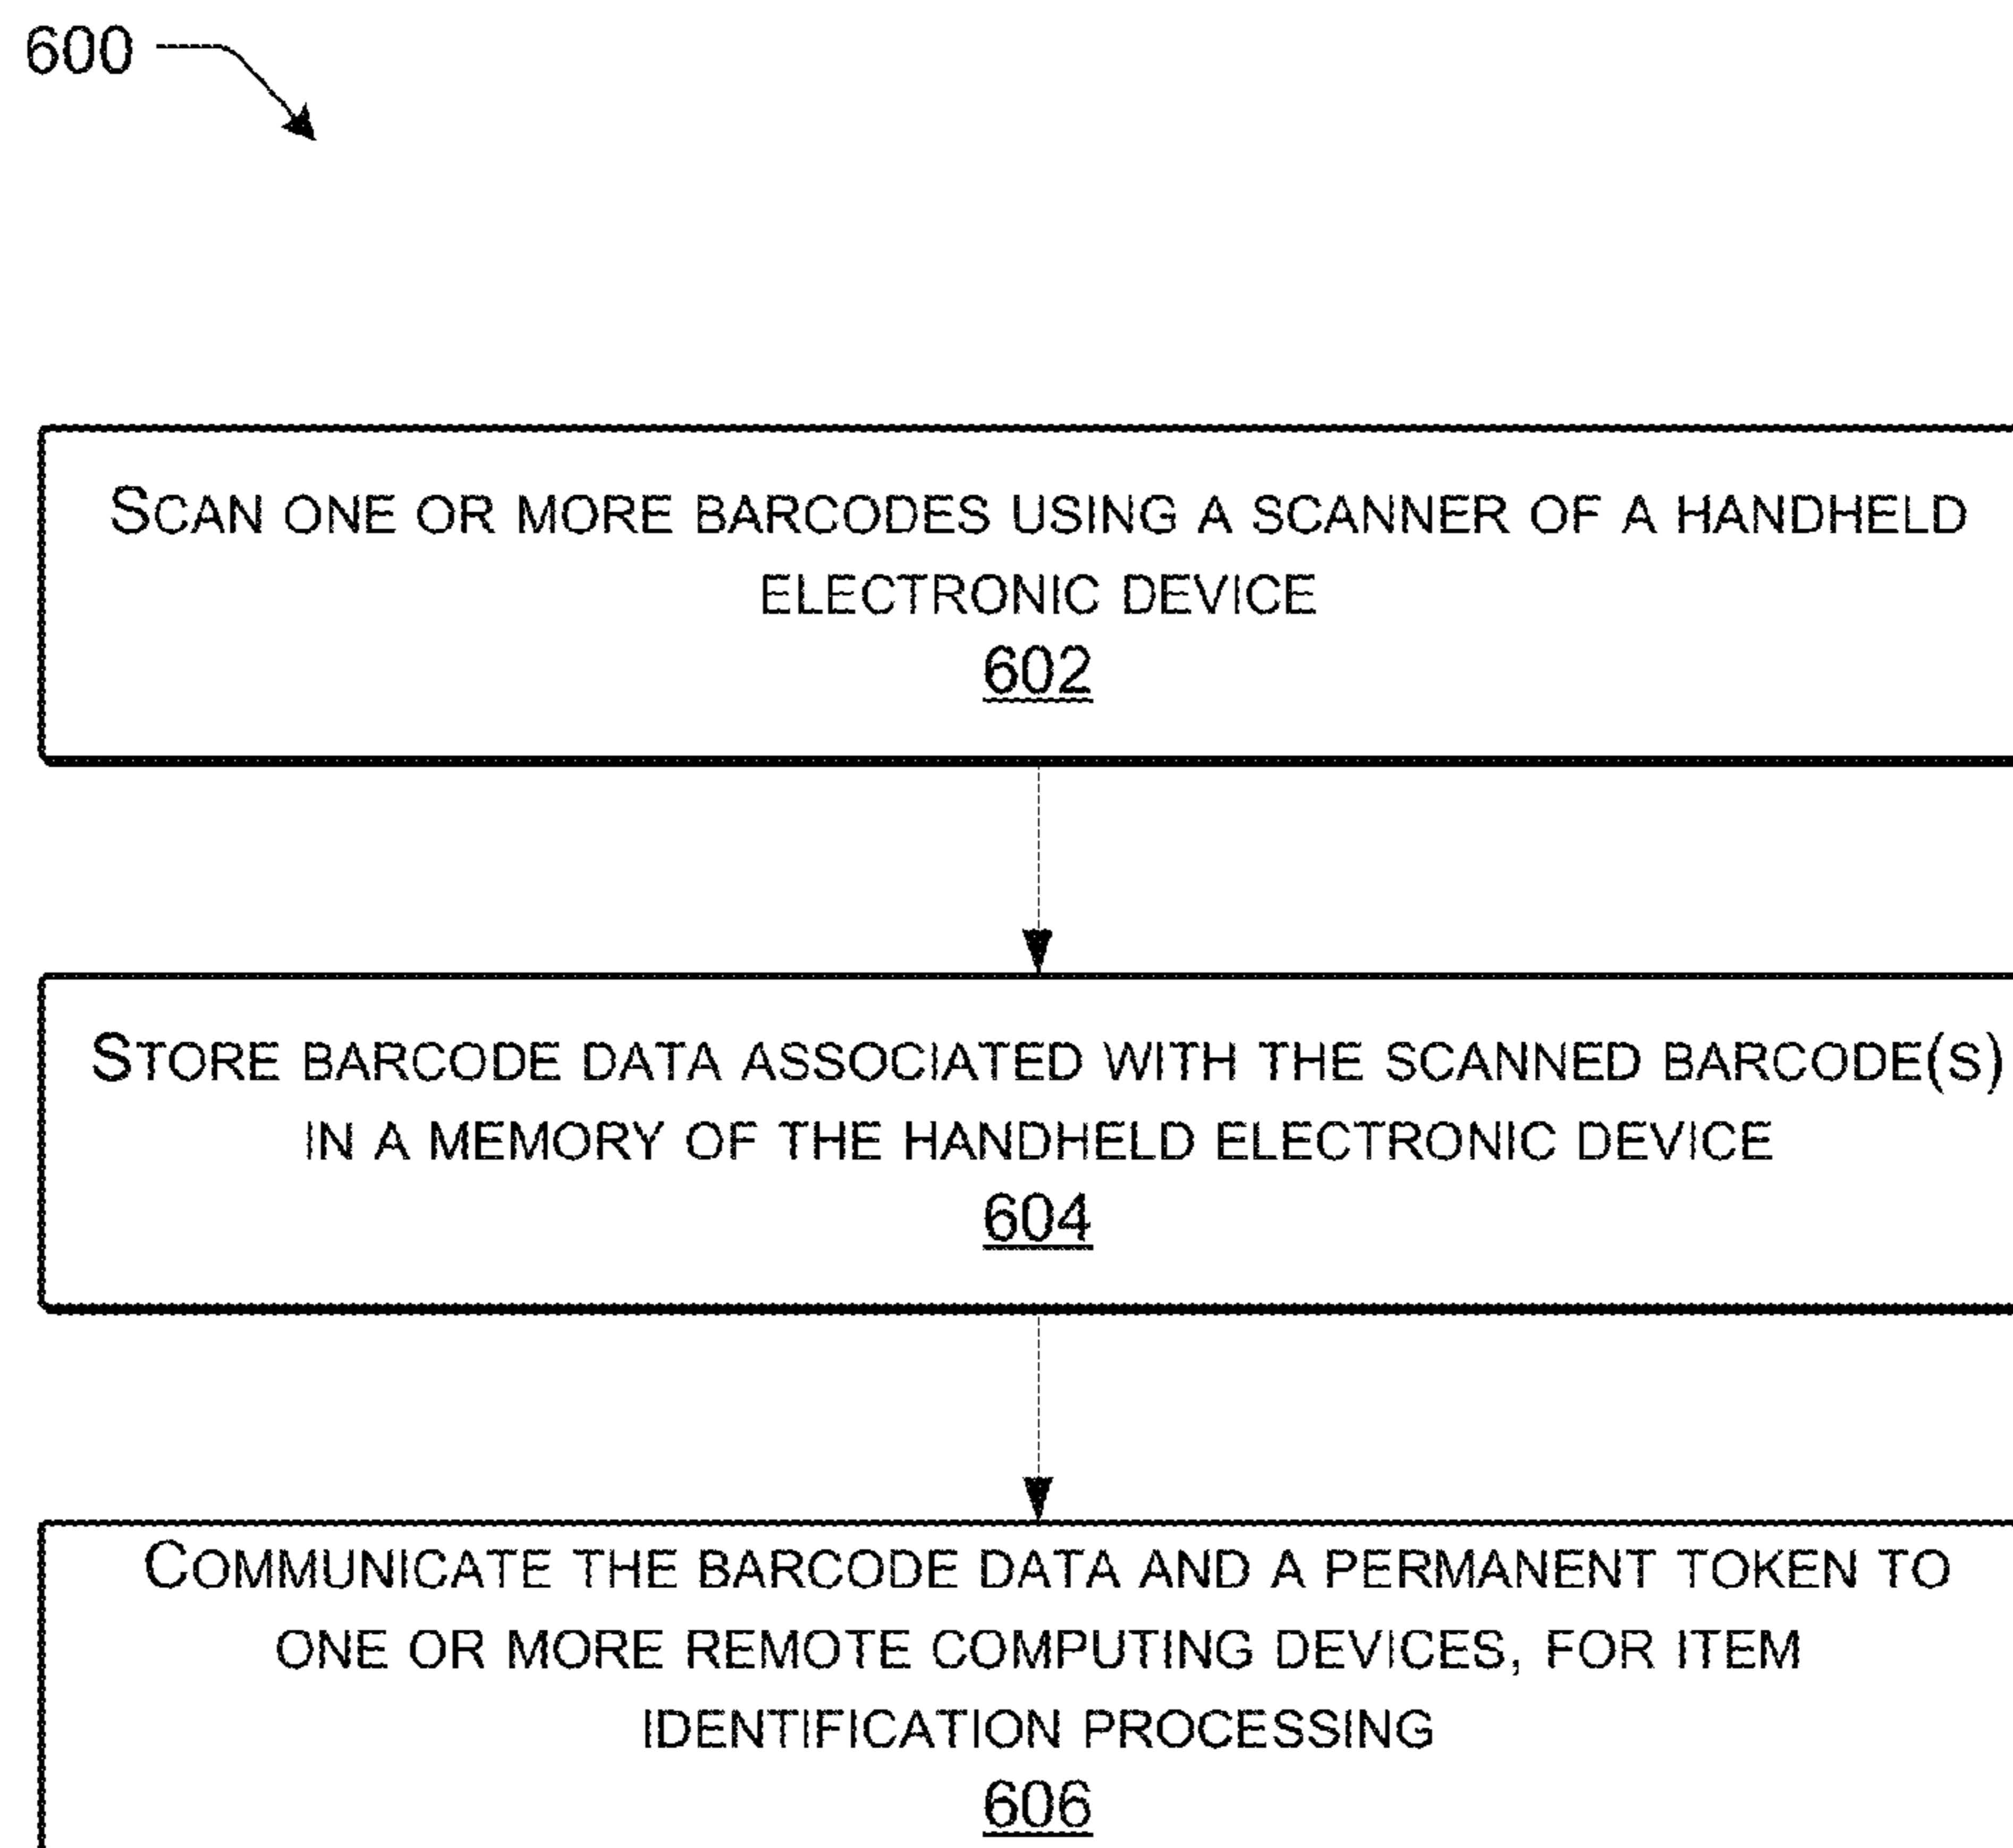 600
SCAN ONE OR MORE BARCODES USING A SCANNER OF A HANDHELD
ELECTRONIC DEVICE
602
STORE BARCODE DATA ASSOCIATED WITH THE SCANNED BARCODE(S)
IN A MEMORY OF THE HANDHELD ELECTRONIC DEVICE
604
COMMUNICATE THE BARCODE DATA AND A PERMANENT TOKEN TO
ONE OR MORE REMOTE COMPUTING DEVICES, FOR ITEM
IDENTIFICATION PROCESSING
606